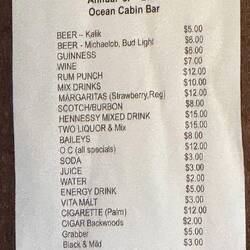 Ocean Cabin Bar
BEER – Kalik $5.00
BEER - Michaelob, Bud Light $6.00
GUINNESS $6.00
WINE $7.00
RUM PUNCH $12.00
MIX DRINKS $10.00
MARGARITAS (Strawberry,Reg) $12.00
SCOTCH/BURBON $8.00
HENNESSY MIXED DRINK $15.00
TWO LIQUOR & Mix $15.00
BAILEYS $8.00
O C (all specials) $12.00
SODA $3.00
JUICE $3.00
WATER $2.00
ENERGY DRINK $5.00
VITA MALT $3.00
CIGARETTE (Palm) $12.00
CIGAR Backwoods $2.00
Grabber $5.00
Black & Mild $3.00